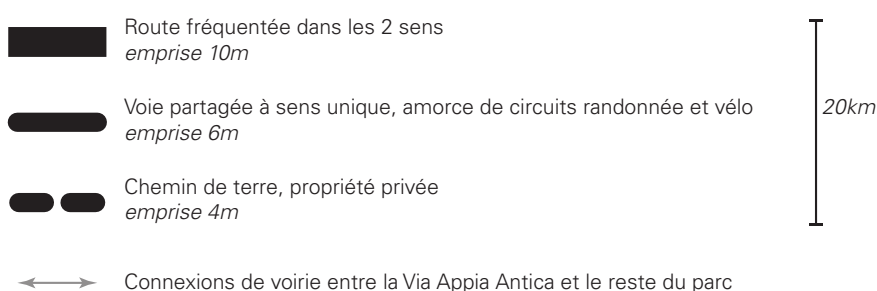 Route fréquentée dans les 2 sens
emprise 10m
Voie partagée à sens unique, amorce de circuits randonnée et vélo
emprise 6m
20km
Chemin de terre, propriété privée
emprise 4m
Connexions de voirie entre la Via Appia Antica et le reste du parc